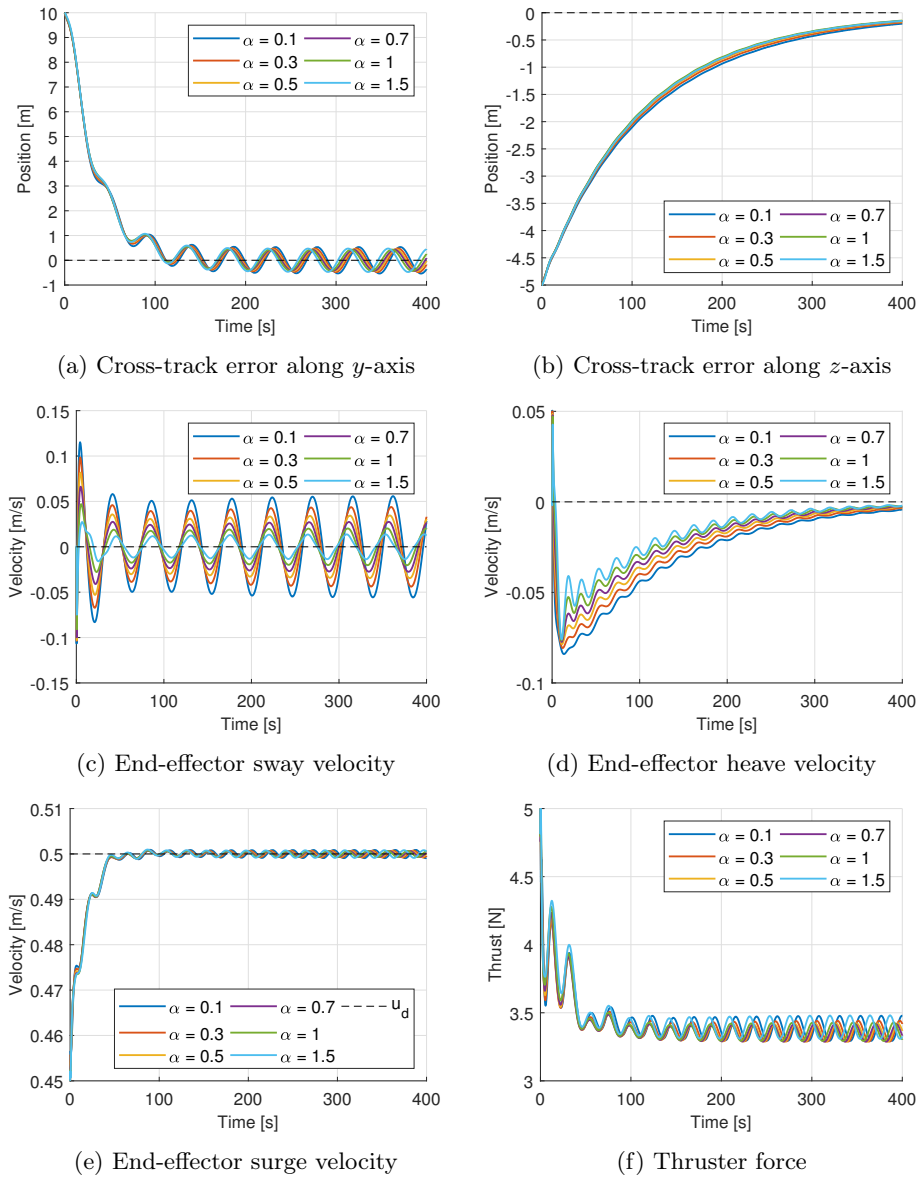 10
9
8
7
6
5
4
3
2
1
0
-1
Position [m]
α = 0.1 α = 0.7
α = 0.3 α = 1
α = 0.5 α = 1.5
0 100 200 300 400
Time [s]
(a) Cross-track error along y-axis
0
-0.5
-1
-1.5
-2
-2.5
-3
-3.5
-4
-4.5
-5
Position [m]
α = 0.1 α = 0.7
α = 0.3 α = 1
α = 0.5 α = 1.5
0 100 200 300 400
Time [s]
(b) Cross-track error along z-axis
0.15
0.1
0.05
0
-0.05
-0.1
-0.15
Velocity [m/s]
α = 0.1 α = 0.7
α = 0.3 α = 1
α = 0.5 α = 1.5
0 100 200 300 400
Time [s]
(c) End-effector sway velocity
0.05
0
-0.05
-0.1
Velocity [m/s]
α = 0.1 α = 0.7
α = 0.3 α = 1
α = 0.5 α = 1.5
0 100 200 300 400
Time [s]
(d) End-effector heave velocity
0.51
0.5
0.49
0.48
0.47
0.46
0.45
Velocity [m/s]
α = 0.1 α = 0.7 u_d
α = 0.3 α = 1
α = 0.5 α = 1.5
0 100 200 300 400
Time [s]
(e) End-effector surge velocity
5
4.5
4
3.5
3
Thrust [N]
α = 0.1 α = 0.7
α = 0.3 α = 1
α = 0.5 α = 1.5
0 100 200 300 400
Time [s]
(f) Thruster force